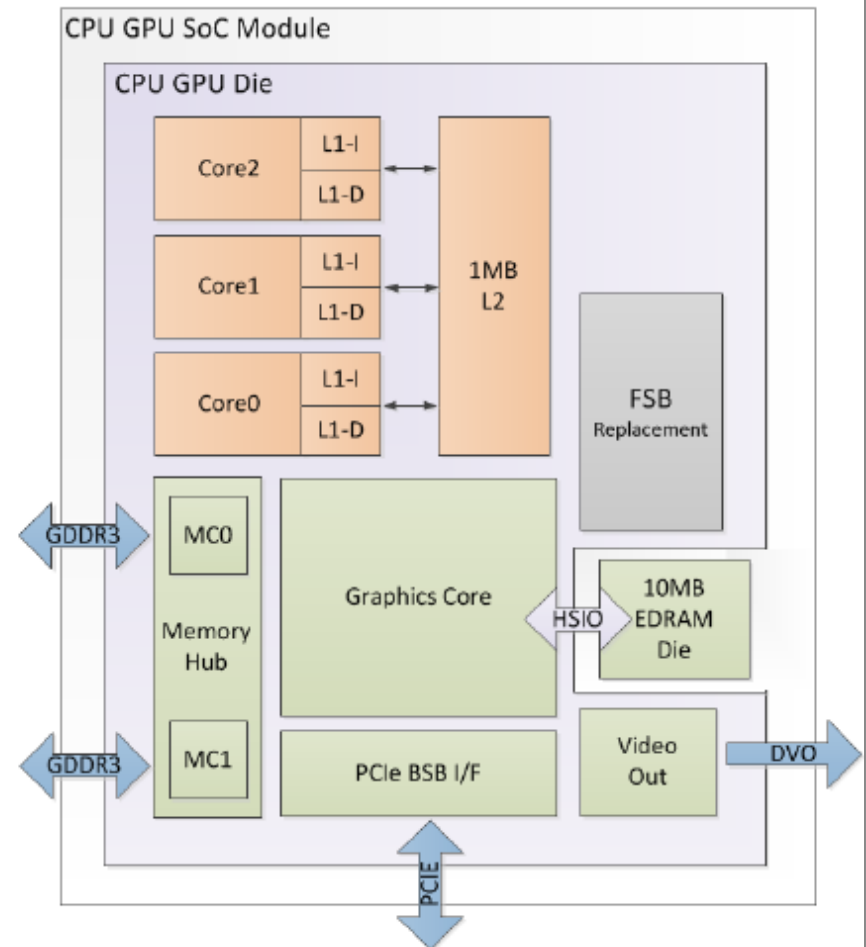 CPU GPU SoC Module
CPU GPU Die
Core2
L1-I
L1-D
Core1
L1-I
L1-D
Core0
L1-I
L1-D
1MB
L2
FSB
Replacement
GDDR3
MC0
Memory
Hub
GDDR3
MC1
Graphics Core
HSIO
10MB
EDRAM
Die
PCIe BSB I/F
Video
Out
DVO
PCIE